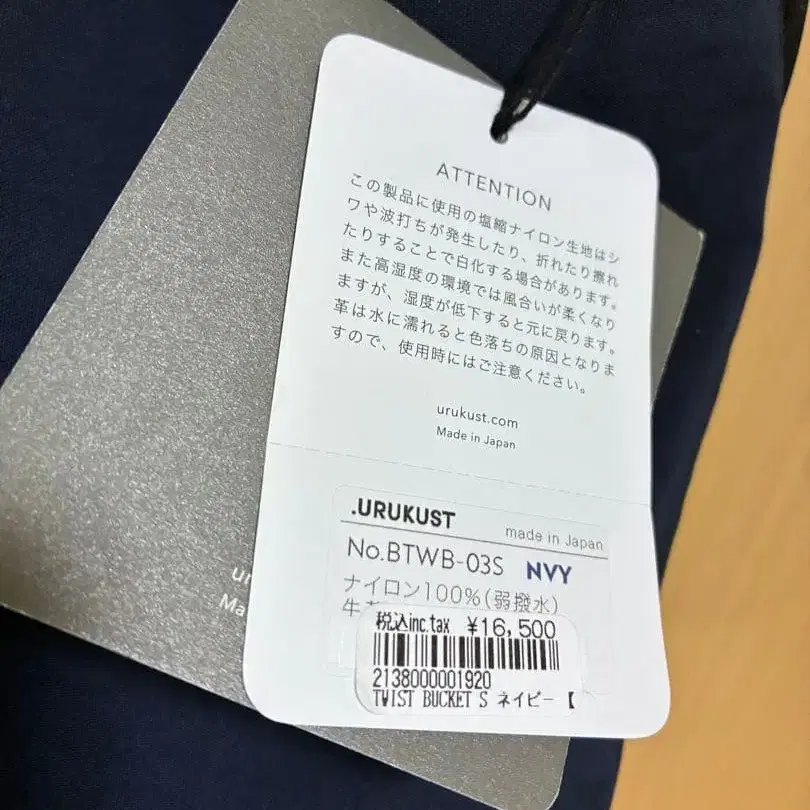 ATTENTION
この製品に使用の塩縮ナイロン生地はシ
ワや波打ちが発生したり、折れたり擦れ
たりすることで白化する場合があります。
また高湿度の環境では風合いが柔くなり
ますが、湿度が低下すると元に戻ります。
革は水に濡れると色落ちの原因となりま
すので、使用時にはご注意ください。
urukust.com
Made in Japan
.URUKUST made in Japan
No.BTWB-03S NVY
ナイロン100%(弱撥水)
牛
税込inc.tax ¥16,500
2138000001920
TWIST BUCKET S ネイビー【
ur
Ma